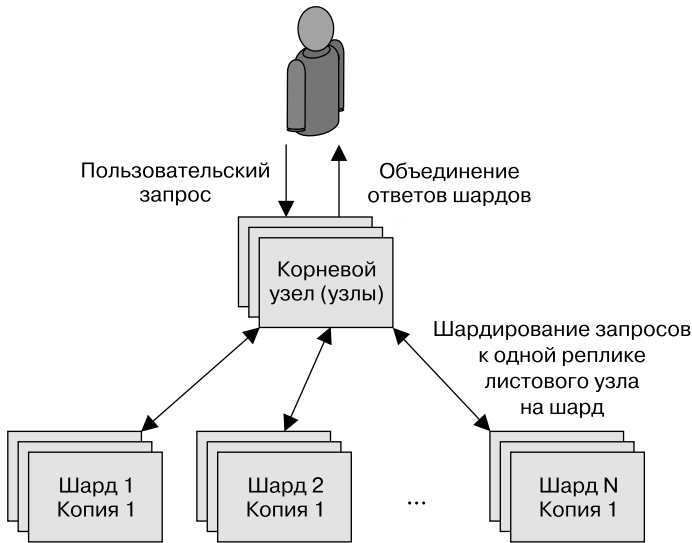 Пользовательский
запрос
Объединение
ответов шардов
Корневой
узел (узлы)
Шардирование запросов
к одной реплике
листового узла
на шард
Шард 1
Копия 1
Шард 2
Копия 1
...
Шард N
Копия 1